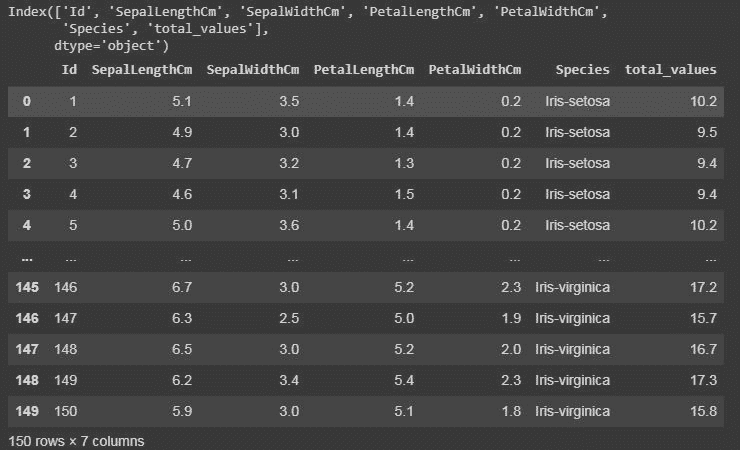 Index(['Id', 'SepalLengthCm', 'SepalWidthCm', 'PetalLengthCm', 'PetalWidthCm',
'Species', 'total_values'],
dtype='object')
Id SepalLengthCm SepalWidthCm PetalLengthCm PetalWidthCm Species total_values
0 1 5.1 3.5 1.4 0.2 Iris-setosa 10.2
1 2 4.9 3.0 1.4 0.2 Iris-setosa 9.5
2 3 4.7 3.2 1.3 0.2 Iris-setosa 9.4
3 4 4.6 3.1 1.5 0.2 Iris-setosa 9.4
4 5 5.0 3.6 1.4 0.2 Iris-setosa 10.2
... ... ... ... ... ... ... ...
145 146 6.7 3.0 5.2 2.3 Iris-virginica 17.2
146 147 6.3 2.5 5.0 1.9 Iris-virginica 15.7
147 148 6.5 3.0 5.2 2.0 Iris-virginica 16.7
148 149 6.2 3.4 5.4 2.3 Iris-virginica 17.3
149 150 5.9 3.0 5.1 1.8 Iris-virginica 15.8
150 rows × 7 columns